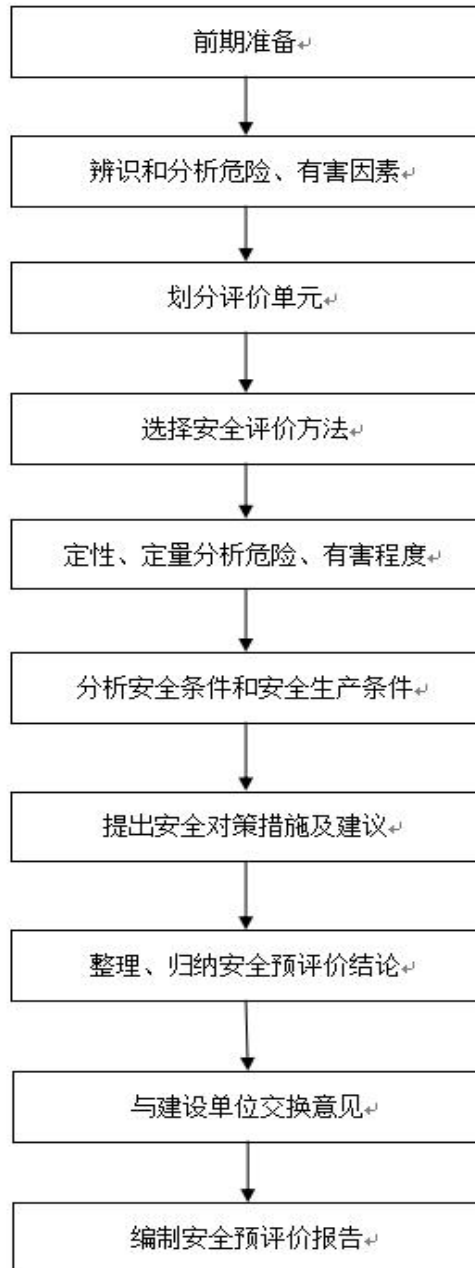 前期准备
辨识和分析危险、有害因素
划分评价单元
选择安全评价方法
定性、定量分析危险、有害程度
分析安全条件和安全生产条件
提出安全对策措施及建议
整理、归纳安全预评价结论
与建设单位交换意见
编制安全预评价报告